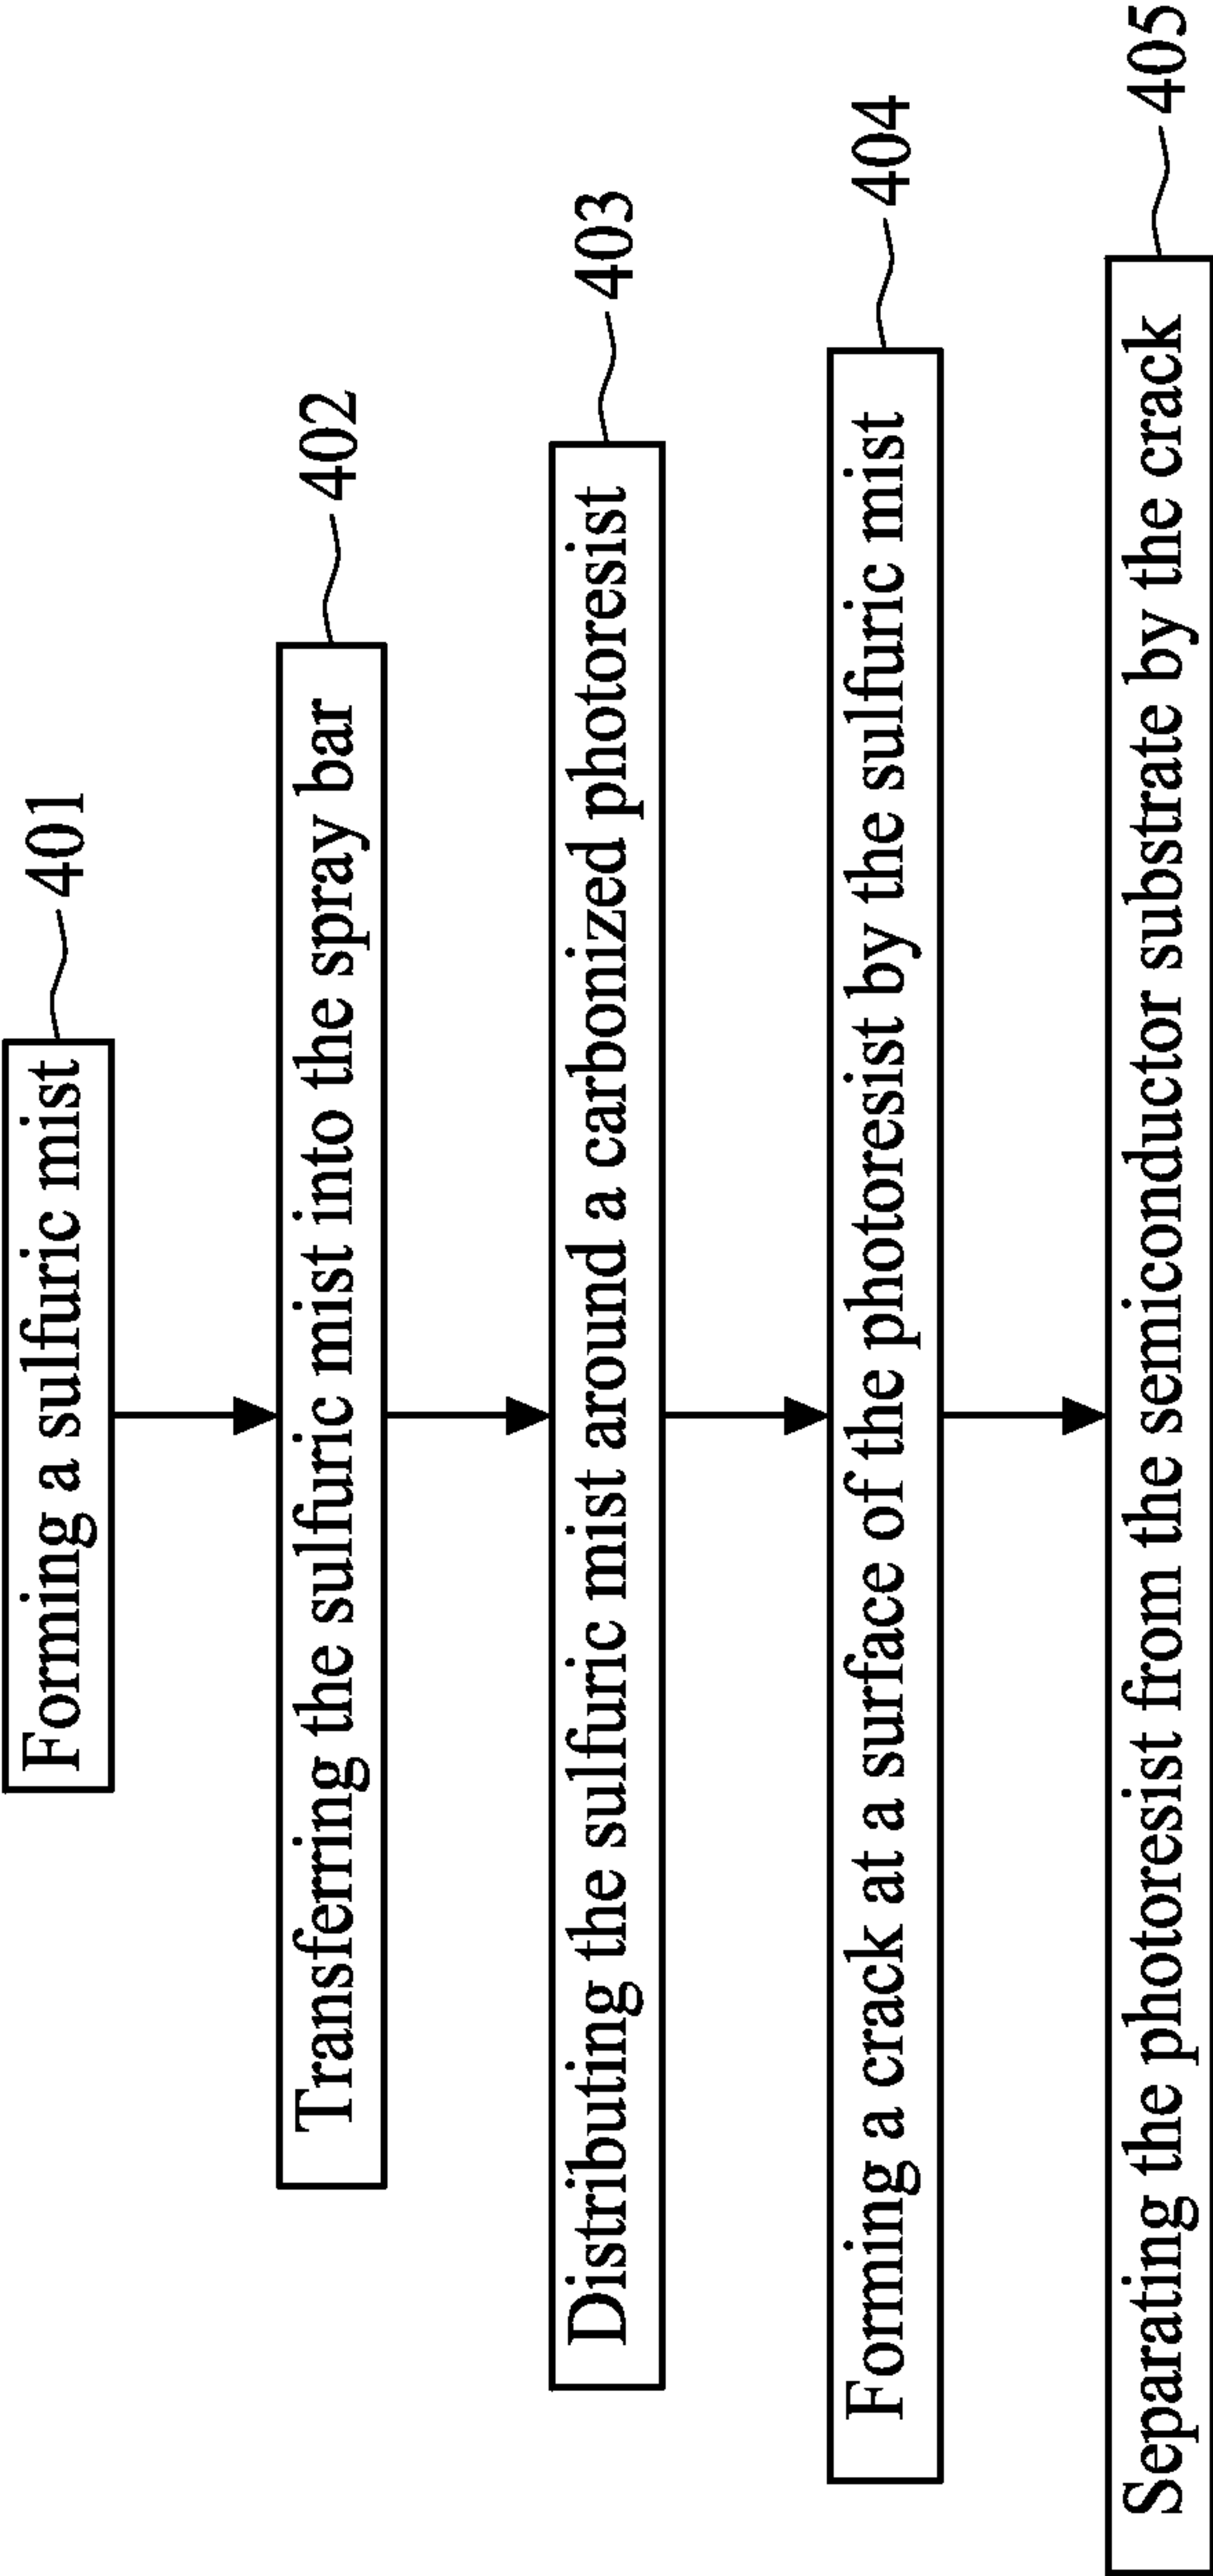 Forming a sulfuric mist
401
Transferring the sulfuric mist into the spray bar
402
Distributing the sulfuric mist around a carbonized photoresist
403
Forming a crack at a surface of the photoresist by the sulfuric mist
404
Separating the photoresist from the semiconductor substrate by the crack
405